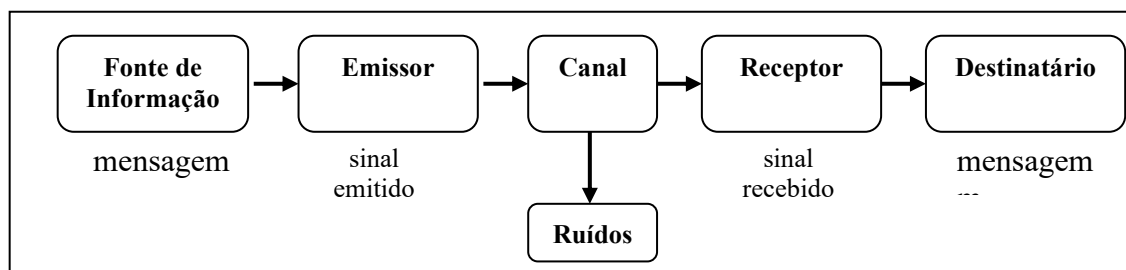 Fonte de
Informação
Emissor
Canal
Receptor
Destinatário
mensagem
sinal
emitido
sinal
recebido
mensagem
Ruídos